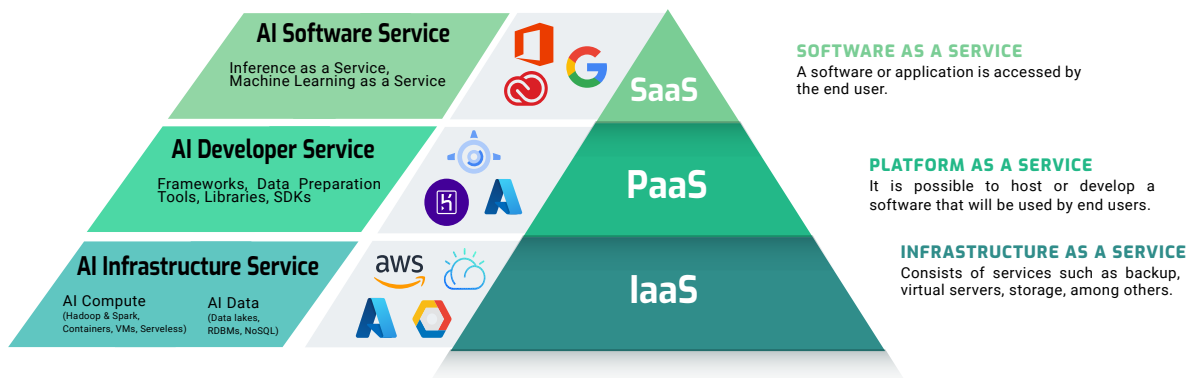 AI Software Service
Inference as a Service,
Machine Learning as a Service
SaaS
SOFTWARE AS A SERVICE
A software or application is accessed by
the end user.
AI Developer Service
Frameworks, Data Preparation
Tools, Libraries, SDKs
PaaS
PLATFORM AS A SERVICE
It is possible to host or develop a
software that will be used by end users.
AI Infrastructure Service
AI Compute
(Hadoop & Spark,
Containers, VMs, Serveless)
AI Data
(Data lakes,
RDBMs, NoSQL)
aws
IaaS
INFRASTRUCTURE AS A SERVICE
Consists of services such as backup,
virtual servers, storage, among others.